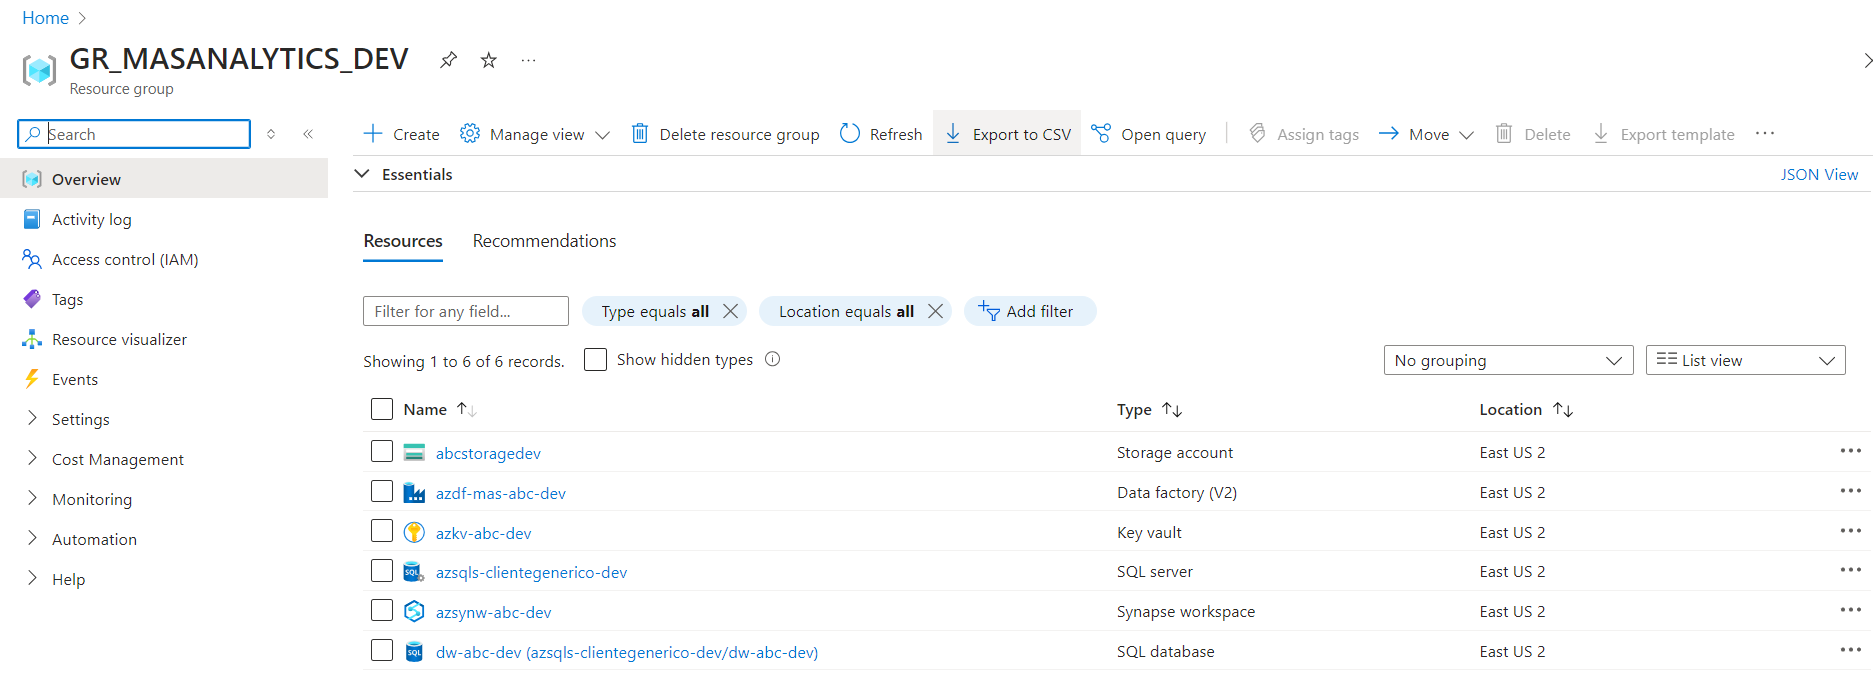 Home
GR_MASANALYTICS_DEV
Resource group
Search
Overview
Activity log
Access control (IAM)
Tags
Resource visualizer
Events
Settings
Cost Management
Monitoring
Automation
Help
Create Manage view Delete resource group Refresh Export to CSV Open query Assign tags Move Delete Export template
Essentials JSON View
Resources Recommendations
Filter for any field... Type equals all Location equals all Add filter
Showing 1 to 6 of 6 records. Show hidden types No grouping List view
Name Type Location
abcstoragedev Storage account East US 2
azdf-mas-abc-dev Data factory (V2) East US 2
azkv-abc-dev Key vault East US 2
azsqls-clientegenerico-dev SQL server East US 2
azsynw-abc-dev Synapse workspace East US 2
dw-abc-dev (azsqls-clientegenerico-dev/dw-abc-dev) SQL database East US 2